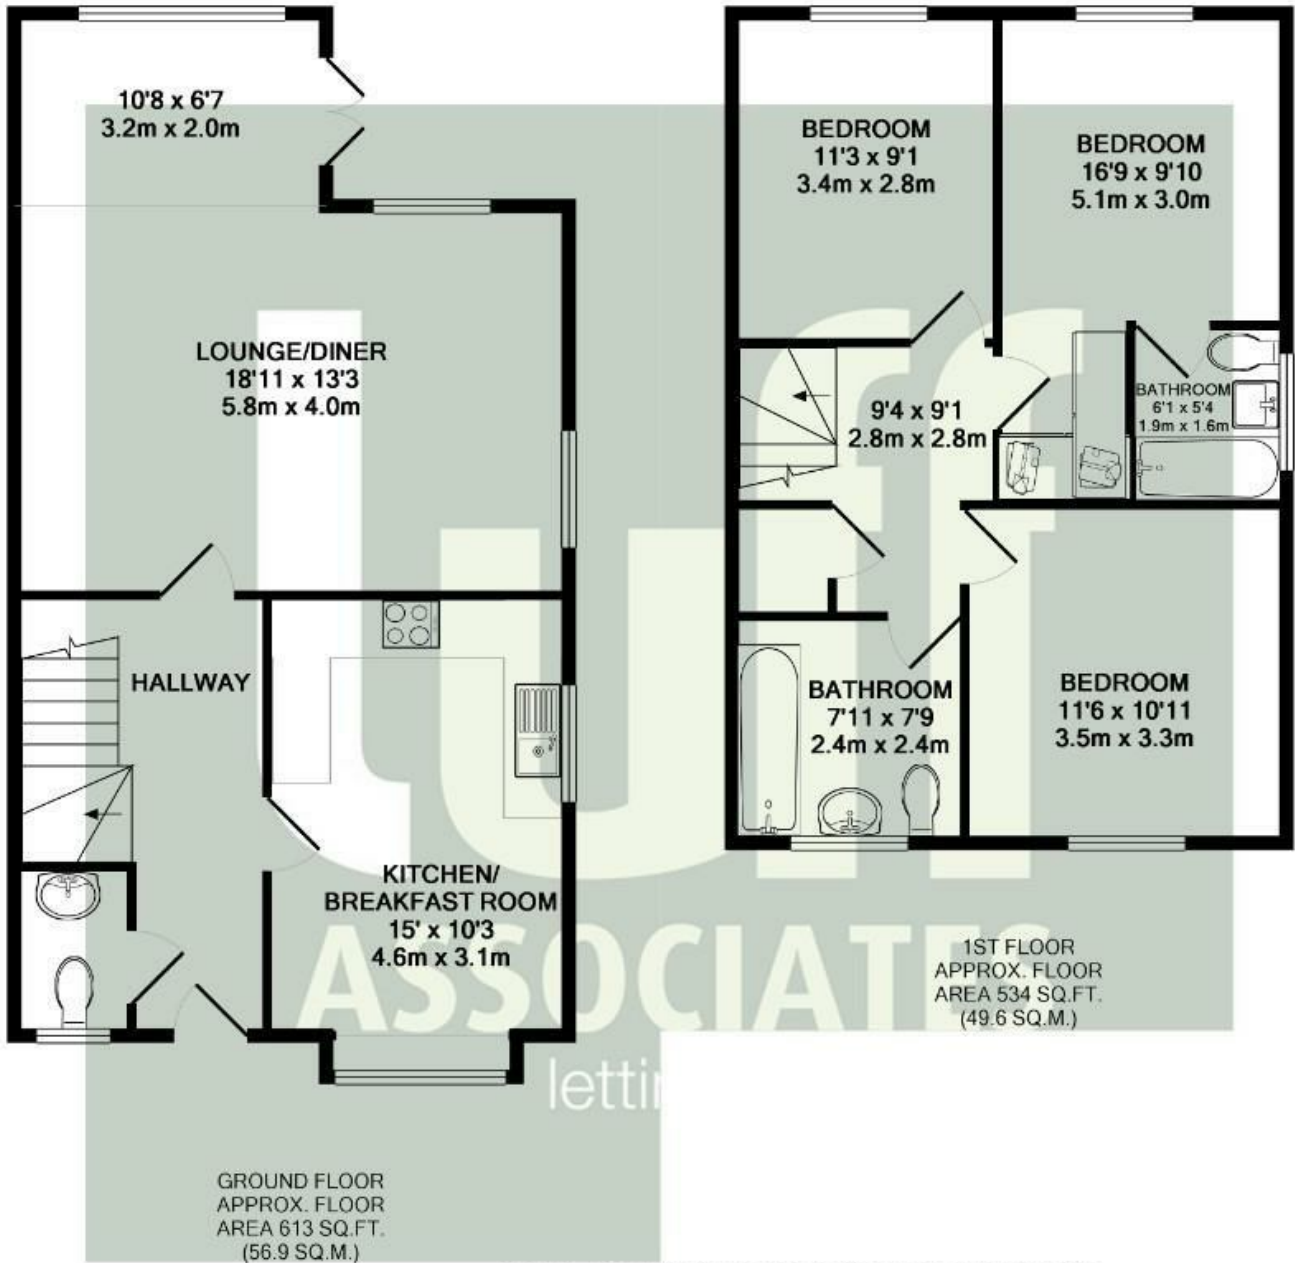 10'8 x 6'7
3.2m x 2.0m
LOUNGE/DINER
18'11 x 13'3
5.8m x 4.0m
HALLWAY
KITCHEN/
BREAKFAST ROOM
15' x 10'3
4.6m x 3.1m
GROUND FLOOR
APPROX. FLOOR
AREA 613 SQ.FT.
(56.9 SQ.M.)
BEDROOM
11'3 x 9'1
3.4m x 2.8m
BEDROOM
16'9 x 9'10
5.1m x 3.0m
9'4 x 9'1
2.8m x 2.8m
BATHROOM
6'1 x 5'4
1.9m x 1.6m
BATHROOM
7'11 x 7'9
2.4m x 2.4m
BEDROOM
11'6 x 10'11
3.5m x 3.3m
1ST FLOOR
APPROX. FLOOR
AREA 534 SQ.FT.
(49.6 SQ.M.)
luff
ASSOCIATES